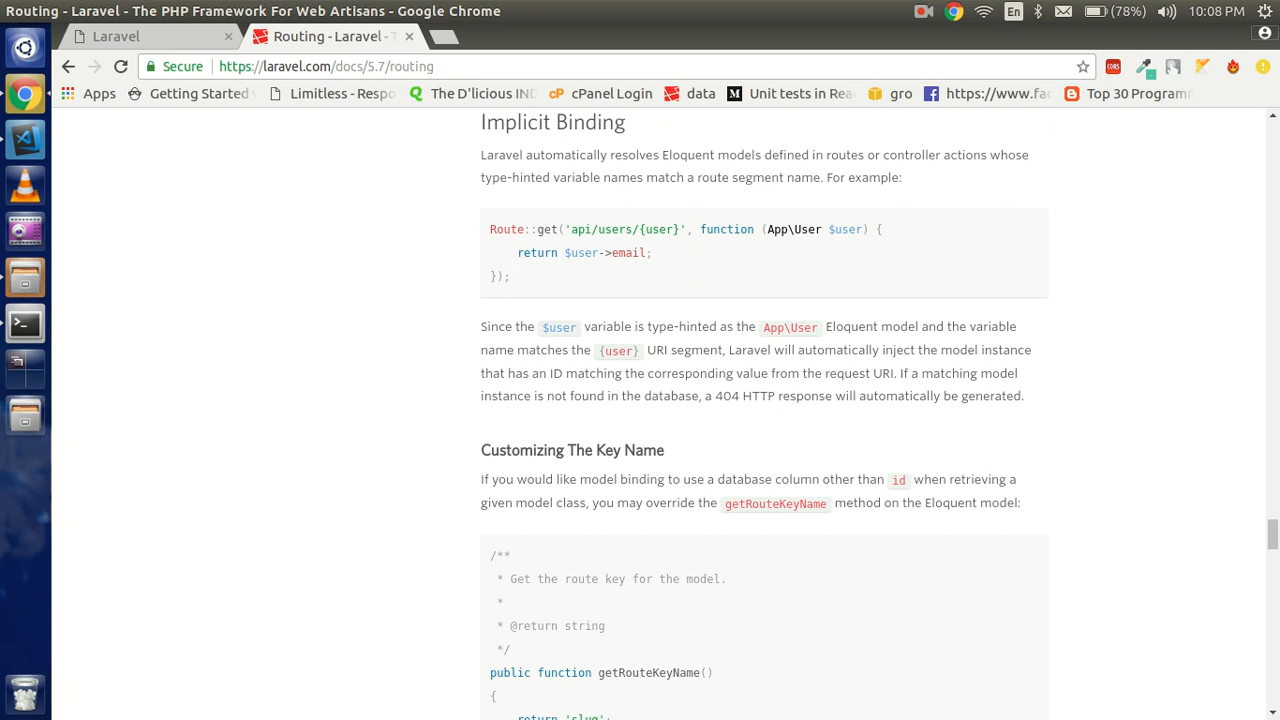 Routing - Laravel - The PHP Framework For Web Artisans - Google Chrome
En
(78%)
10:08 PM
Laravel
Routing - Laravel - T
Secure
https://laravel.com/docs/5.7/routing
CORS
Apps
Getting Started
Limitless - Respo
The D'licious IND
cPanel Login
data
Unit tests in Rea
gro
https://www.fac
Top 30 Program
Implicit Binding
Laravel automatically resolves Eloquent models defined in routes or controller actions whose
type-hinted variable names match a route segment name. For example:
Route::get('api/users/{user}', function (App\User $user) {
return $user->email;
});
Since the $user variable is type-hinted as the App\User Eloquent model and the variable
name matches the {user} URI segment, Laravel will automatically inject the model instance
that has an ID matching the corresponding value from the request URI. If a matching model
instance is not found in the database, a 404 HTTP response will automatically be generated.
Customizing The Key Name
If you would like model binding to use a database column other than id when retrieving a
given model class, you may override the getRouteKeyName method on the Eloquent model:
/**
* Get the route key for the model.
*
* @return string
*/
public function getRouteKeyName()
{
return 'slug';